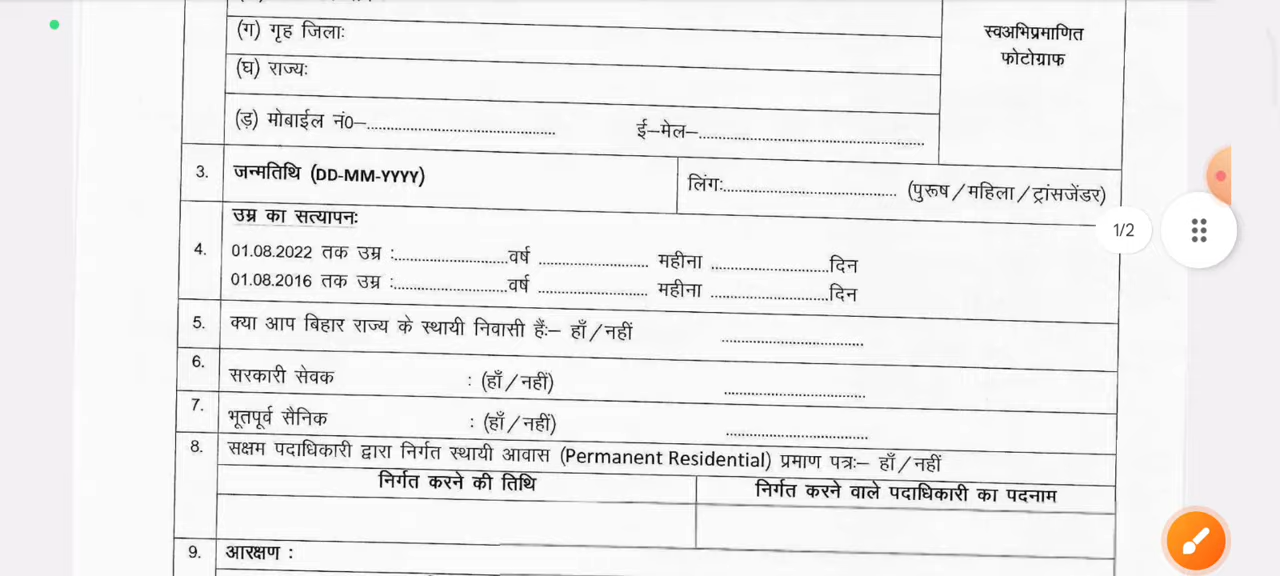 (ग) गृह जिलाः
स्वअभिप्रमाणित
फोटोग्राफ
(घ) राज्यः
(ड़) मोबाईल नं0–........................................ ई–मेल–................................................
3. जन्मतिथि (DD-MM-YYYY) लिंगः..................................... (पुरूष/महिला/ट्रांसजेंडर)
उम्र का सत्यापनः
4. 01.08.2022 तक उम्र :........................वर्ष ....................... महीना .........................दिन
01.08.2016 तक उम्र :........................वर्ष ....................... महीना .........................दिन
1/2
5. क्या आप बिहार राज्य के स्थायी निवासी हैंः– हाँ/नहीं ..............................
6. सरकारी सेवक : (हाँ/नहीं) ..............................
7. भूतपूर्व सैनिक : (हाँ/नहीं) ..............................
8. सक्षम पदाधिकारी द्वारा निर्गत स्थायी आवास (Permanent Residential) प्रमाण पत्रः– हाँ/नहीं
निर्गत करने की तिथि निर्गत करने वाले पदाधिकारी का पदनाम
9. आरक्षण :